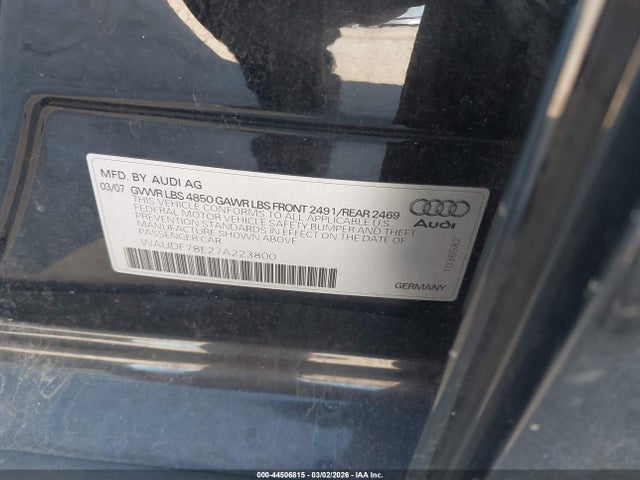 MFD. BY AUDI AG
03/07 GVWR LBS 4850 GAWR LBS FRONT 2491/REAR 2469
THIS VEHICLE CONFORMS TO ALL APPLICABLE U.S
FEDERAL MOTOR VEHICLE SAFETY BUMPER AND THEFT
PREVENTION STANDARDS IN EFFECT ON THE DATE OF
MANUFACTURE SHOWN ABOVE
PASSENGER CAR
WAUDF78E27A223800
Audi
1036682
GERMANY
000-44506815 - 03/02/2026 - IAA Inc.